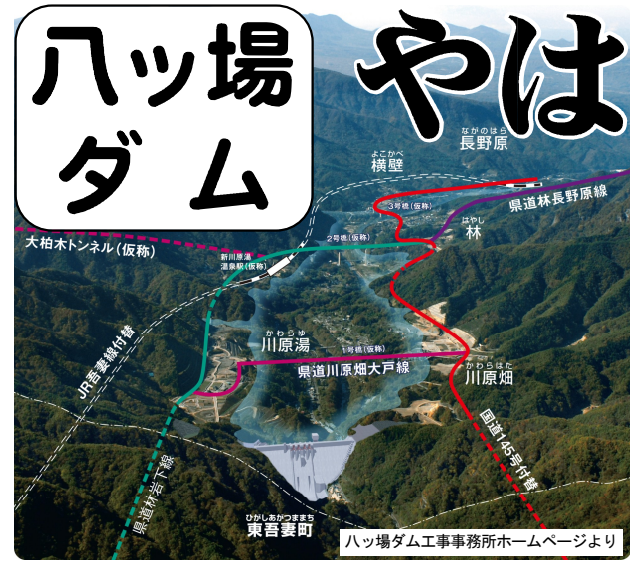 八ッ場
ダム
やは
ながのはら
長野原
よこかべ
横壁
3号橋(仮称)
県道林長野原線
はやし
林
2号橋(仮称)
大柏木トンネル(仮称)
新川原湯
温泉駅(仮称)
JR吾妻線付替
かわらゆ
川原湯
1号橋(仮称)
県道川原畑大戸線
かわらはた
川原畑
国道145号付替
県道林岩下線
ひがしあがつままち
東吾妻町
八ッ場ダム工事事務所ホームページより